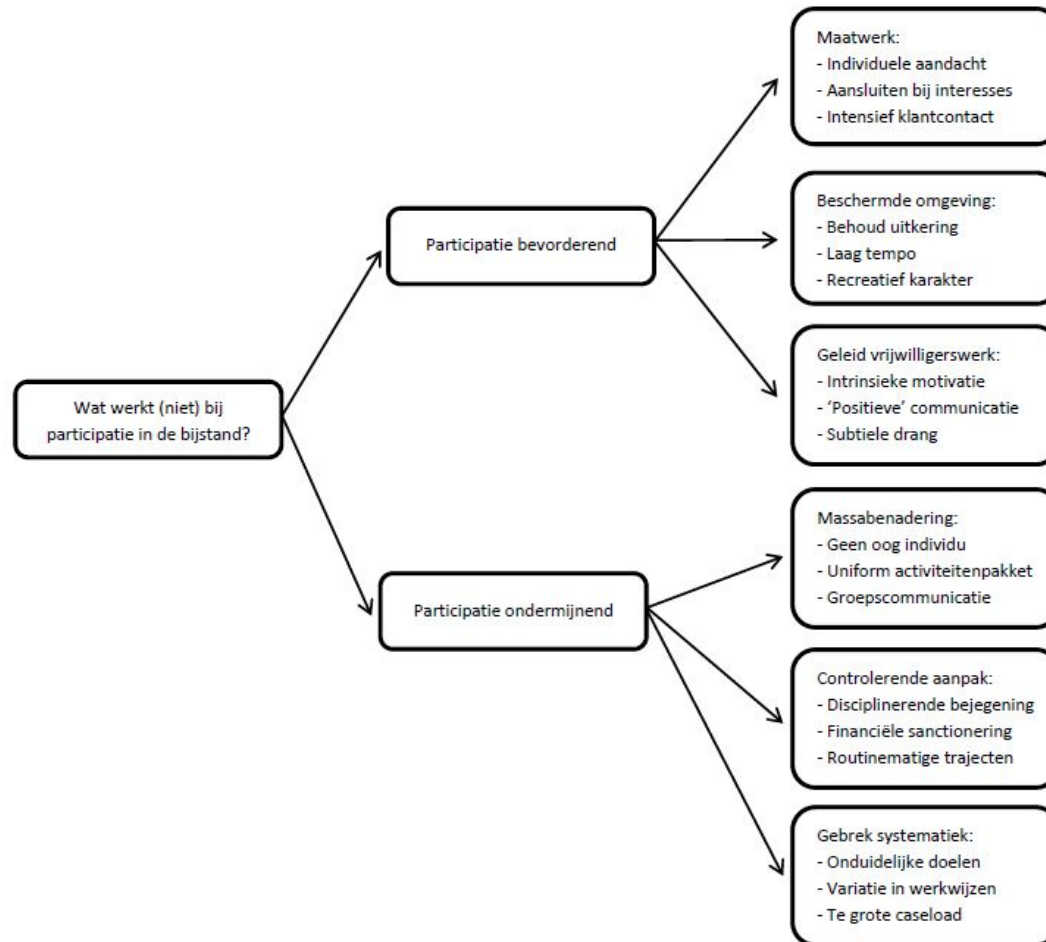 Wat werkt (niet) bij
participatie in de bijstand?
Participatie bevorderend
Maatwerk:
- Individuele aandacht
- Aansluiten bij interesses
- Intensief klantcontact
Beschermde omgeving:
- Behoud uitkering
- Laag tempo
- Recreatief karakter
Geleid vrijwilligerswerk:
- Intrinsieke motivatie
- ‘Positieve’ communicatie
- Subtiele drang
Participatie ondermijnend
Massabenadering:
- Geen oog individu
- Uniform activiteitenpakket
- Groepscommunicatie
Controlerende aanpak:
- Disciplinerende bejegening
- Financiële sanctionering
- Routinematige trajecten
Gebrek systematiek:
- Onduidelijke doelen
- Variatie in werkwijzen
- Te grote caseload